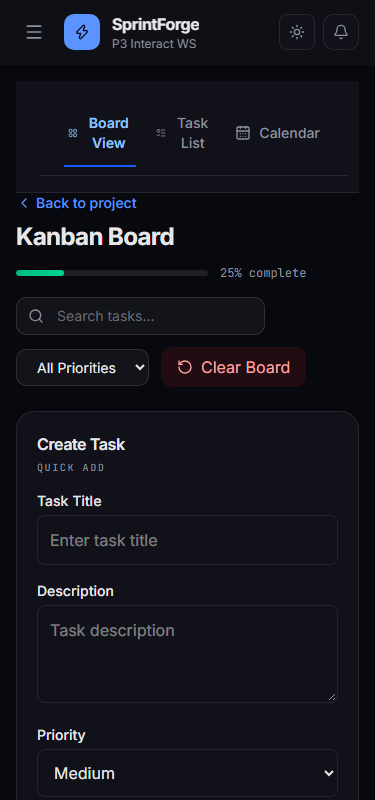 SprintForge
P3 Interact WS
Board
View
Task
List
Calendar
Back to project
Kanban Board
25% complete
Search tasks...
All Priorities
Clear Board
Create Task
QUICK ADD
Task Title
Enter task title
Description
Task description
Priority
Medium